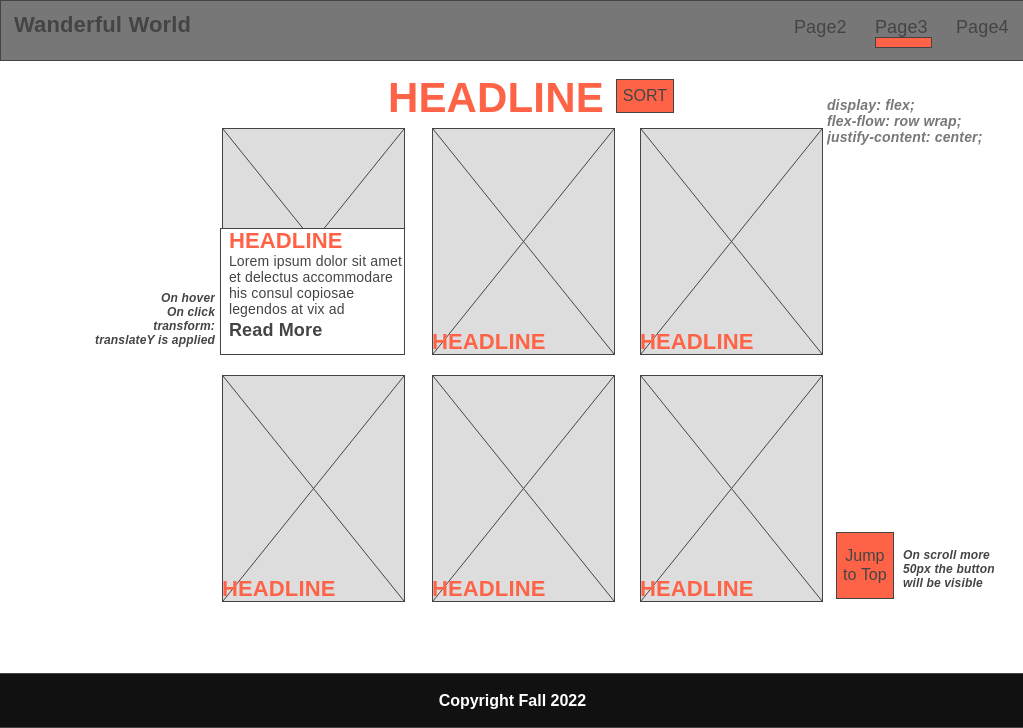 Wanderful World
Page2 Page3 Page4
HEADLINE SORT
display: flex;
flex-flow: row wrap;
justify-content: center;
HEADLINE
Lorem ipsum dolor sit amet
et delectus accommodare
his consul copiosae
legendos at vix ad
Read More
On hover
On click
transform:
translateY is applied
HEADLINE
HEADLINE
HEADLINE
HEADLINE
HEADLINE
Jump
to Top
On scroll more
50px the button
will be visible
Copyright Fall 2022